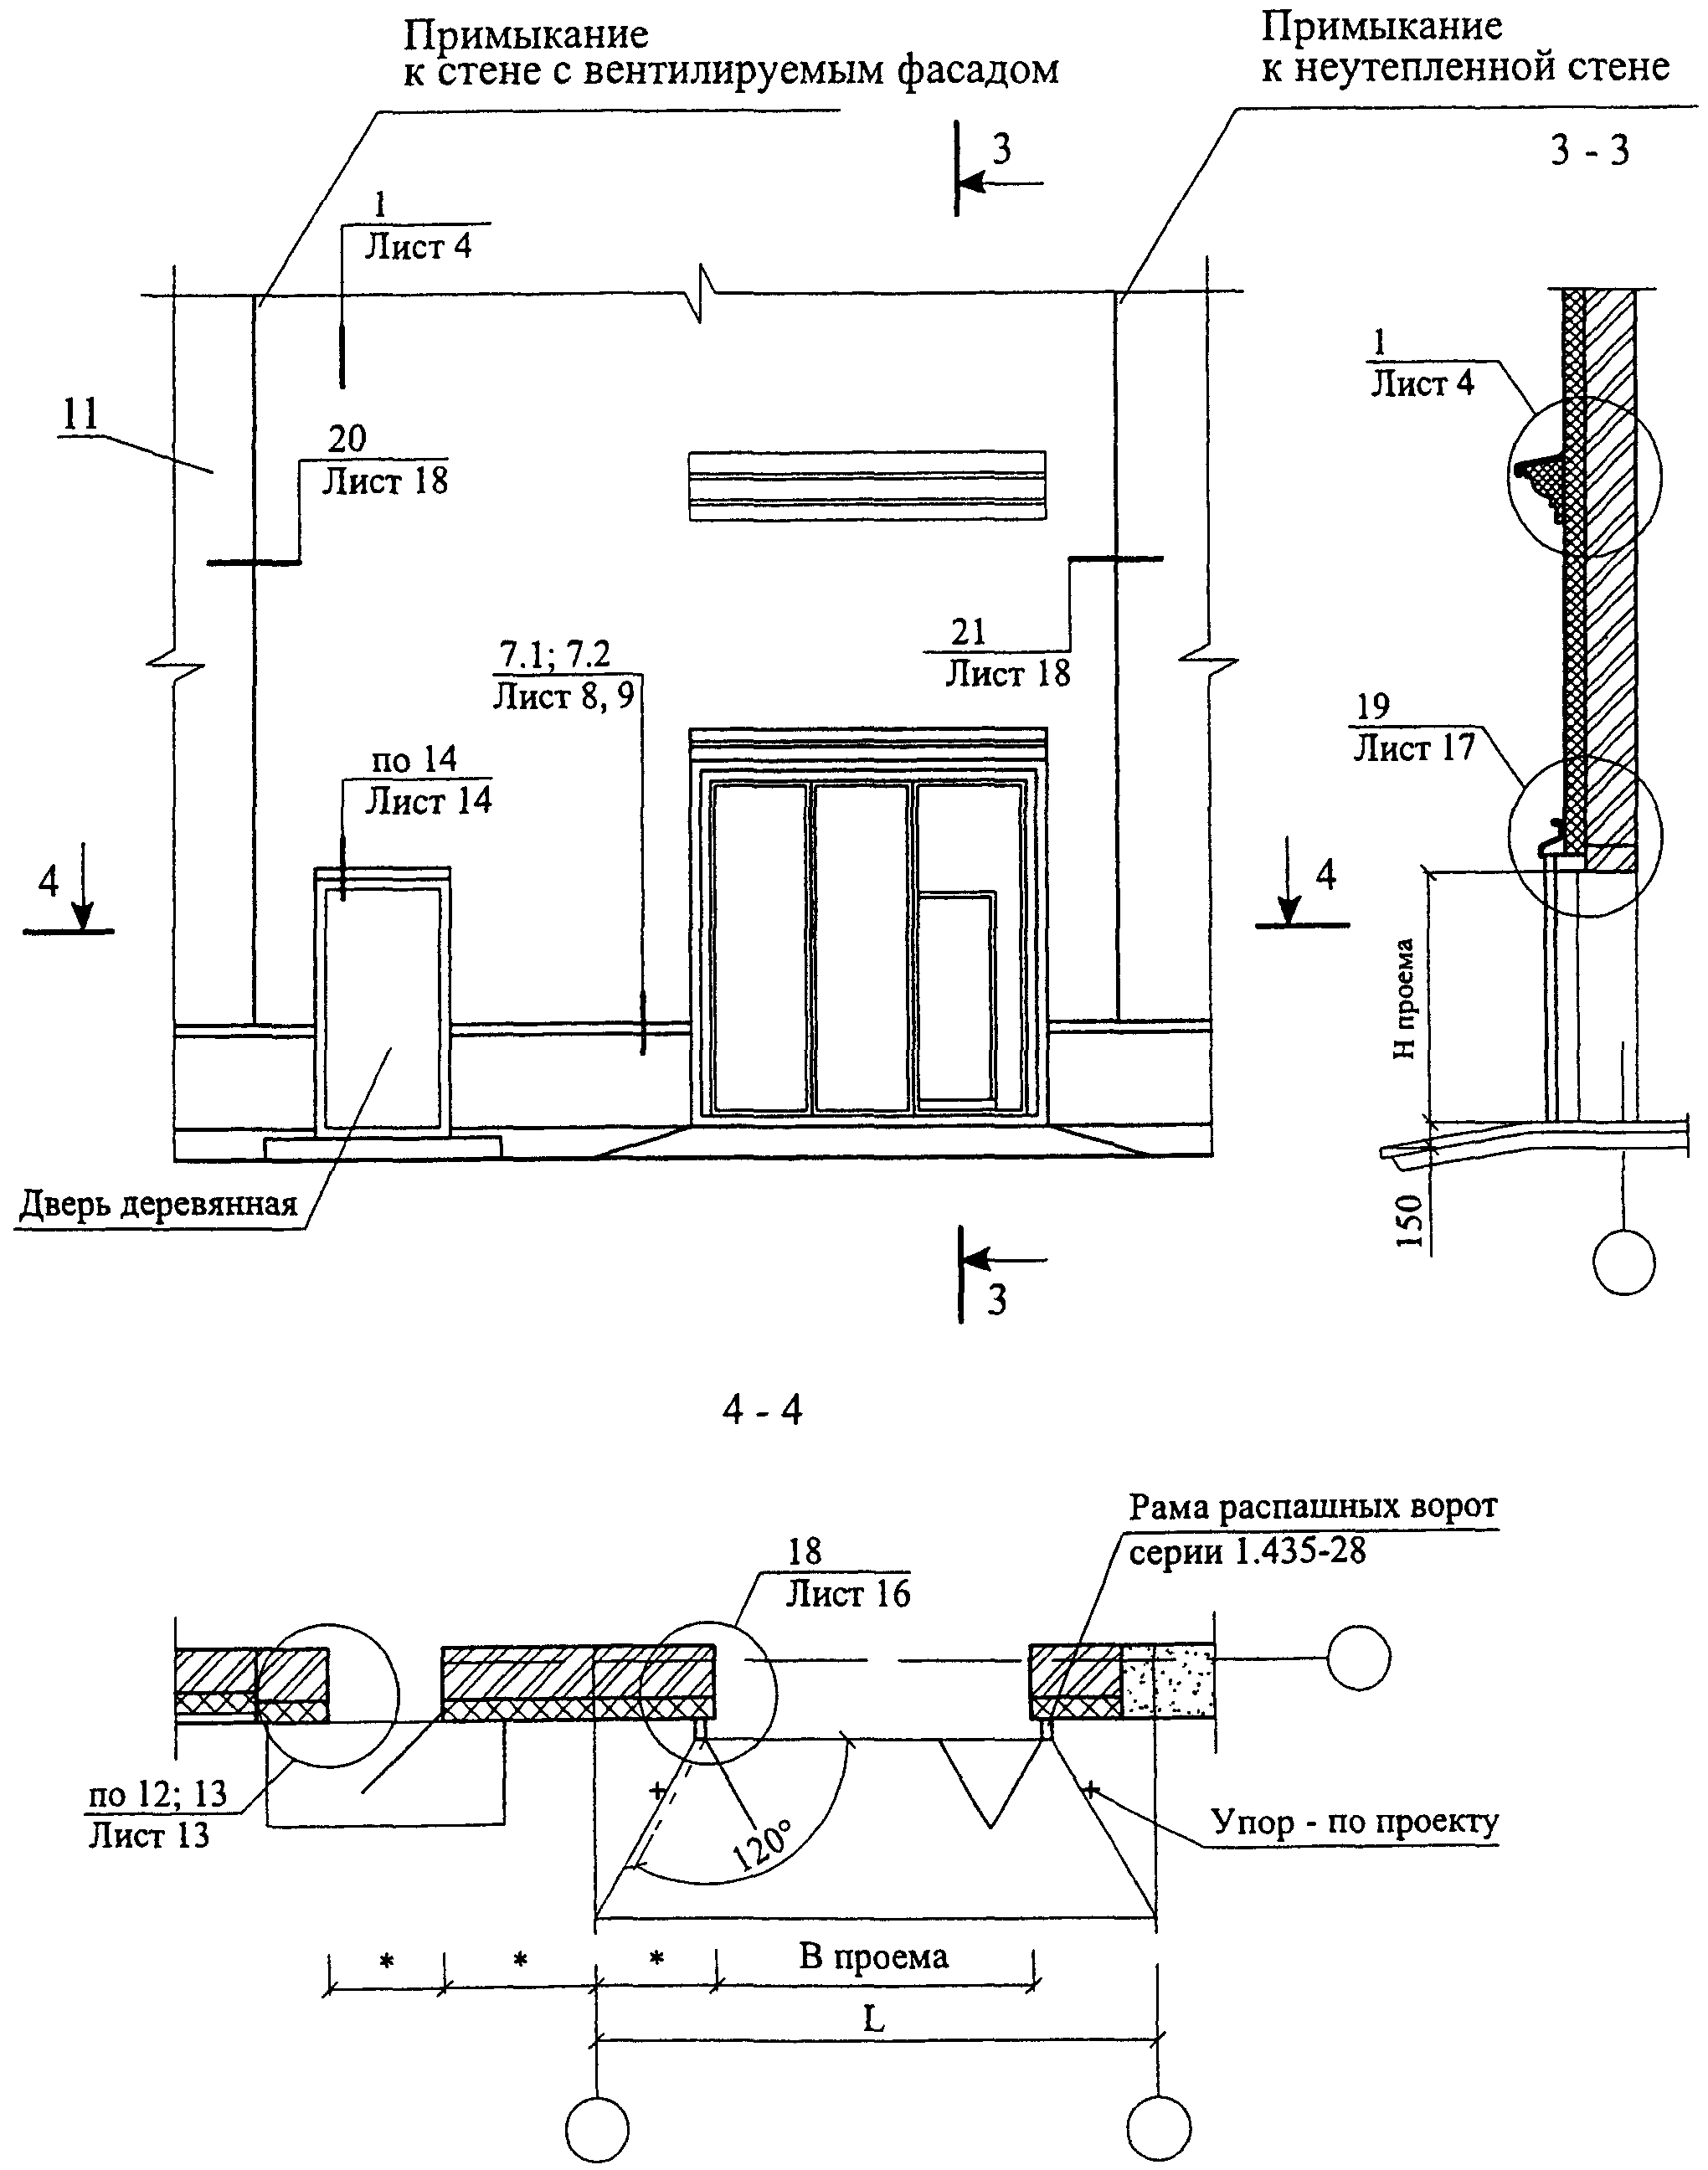 Примыкание
к стене с вентилируемым фасадом
Примыкание
к неутепленной стене
3
3 - 3
1
Лист 4
1
Лист 4
11
20
Лист 18
21
Лист 18
7.1; 7.2
Лист 8, 9
19
Лист 17
по 14
Лист 14
4
4
Н проема
Дверь деревянная
150
3
4 - 4
Рама распашных ворот
серии 1.435-28
18
Лист 16
по 12; 13
Лист 13
120°
Упор - по проекту
*
*
*
В проема
L